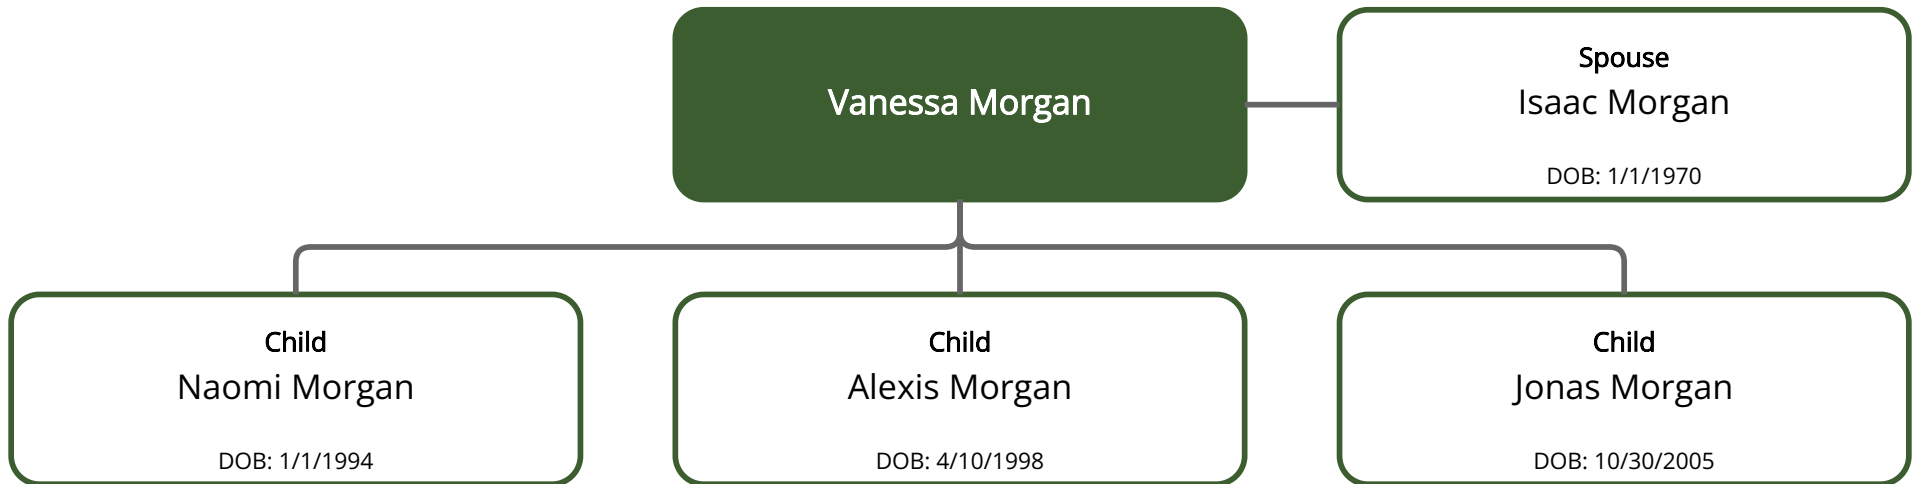 Vanessa Morgan
Spouse
Isaac Morgan
DOB: 1/1/1970
Child
Naomi Morgan
DOB: 1/1/1994
Child
Alexis Morgan
DOB: 4/10/1998
Child
Jonas Morgan
DOB: 10/30/2005